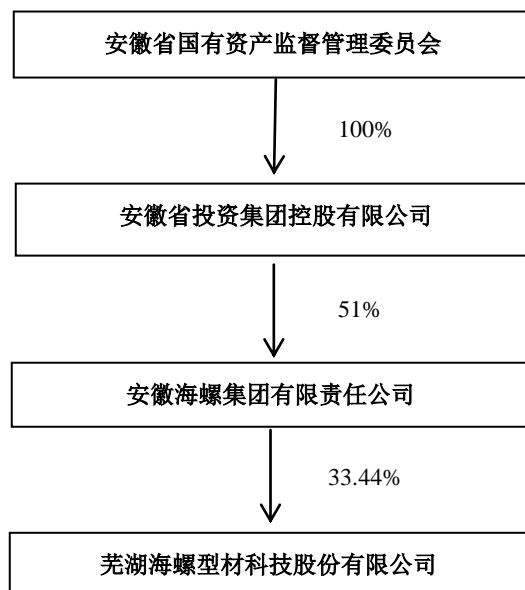 安徽省国有资产监督管理委员会
100%
安徽省投资集团控股有限公司
51%
安徽海螺集团有限责任公司
33.44%
芜湖海螺型材科技股份有限公司